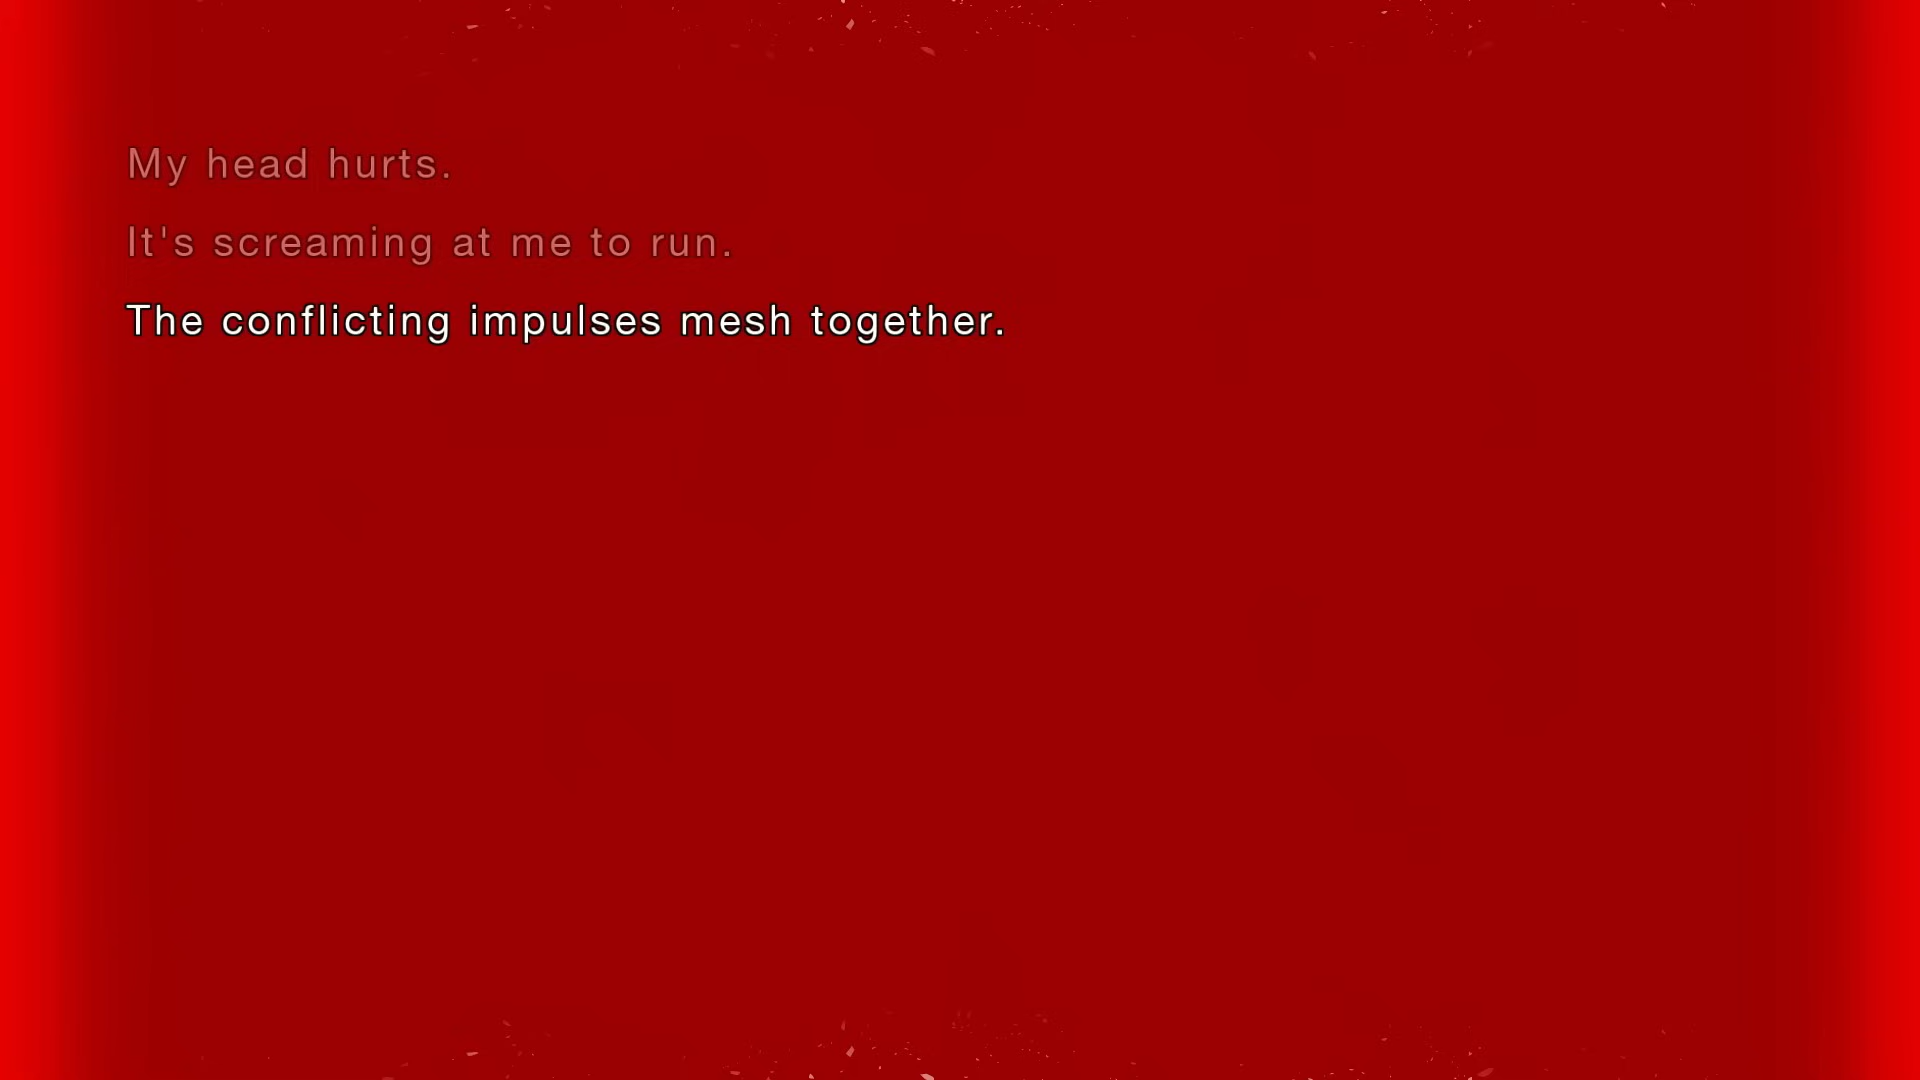 My head hurts.
It's screaming at me to run.
The conflicting impulses mesh together.